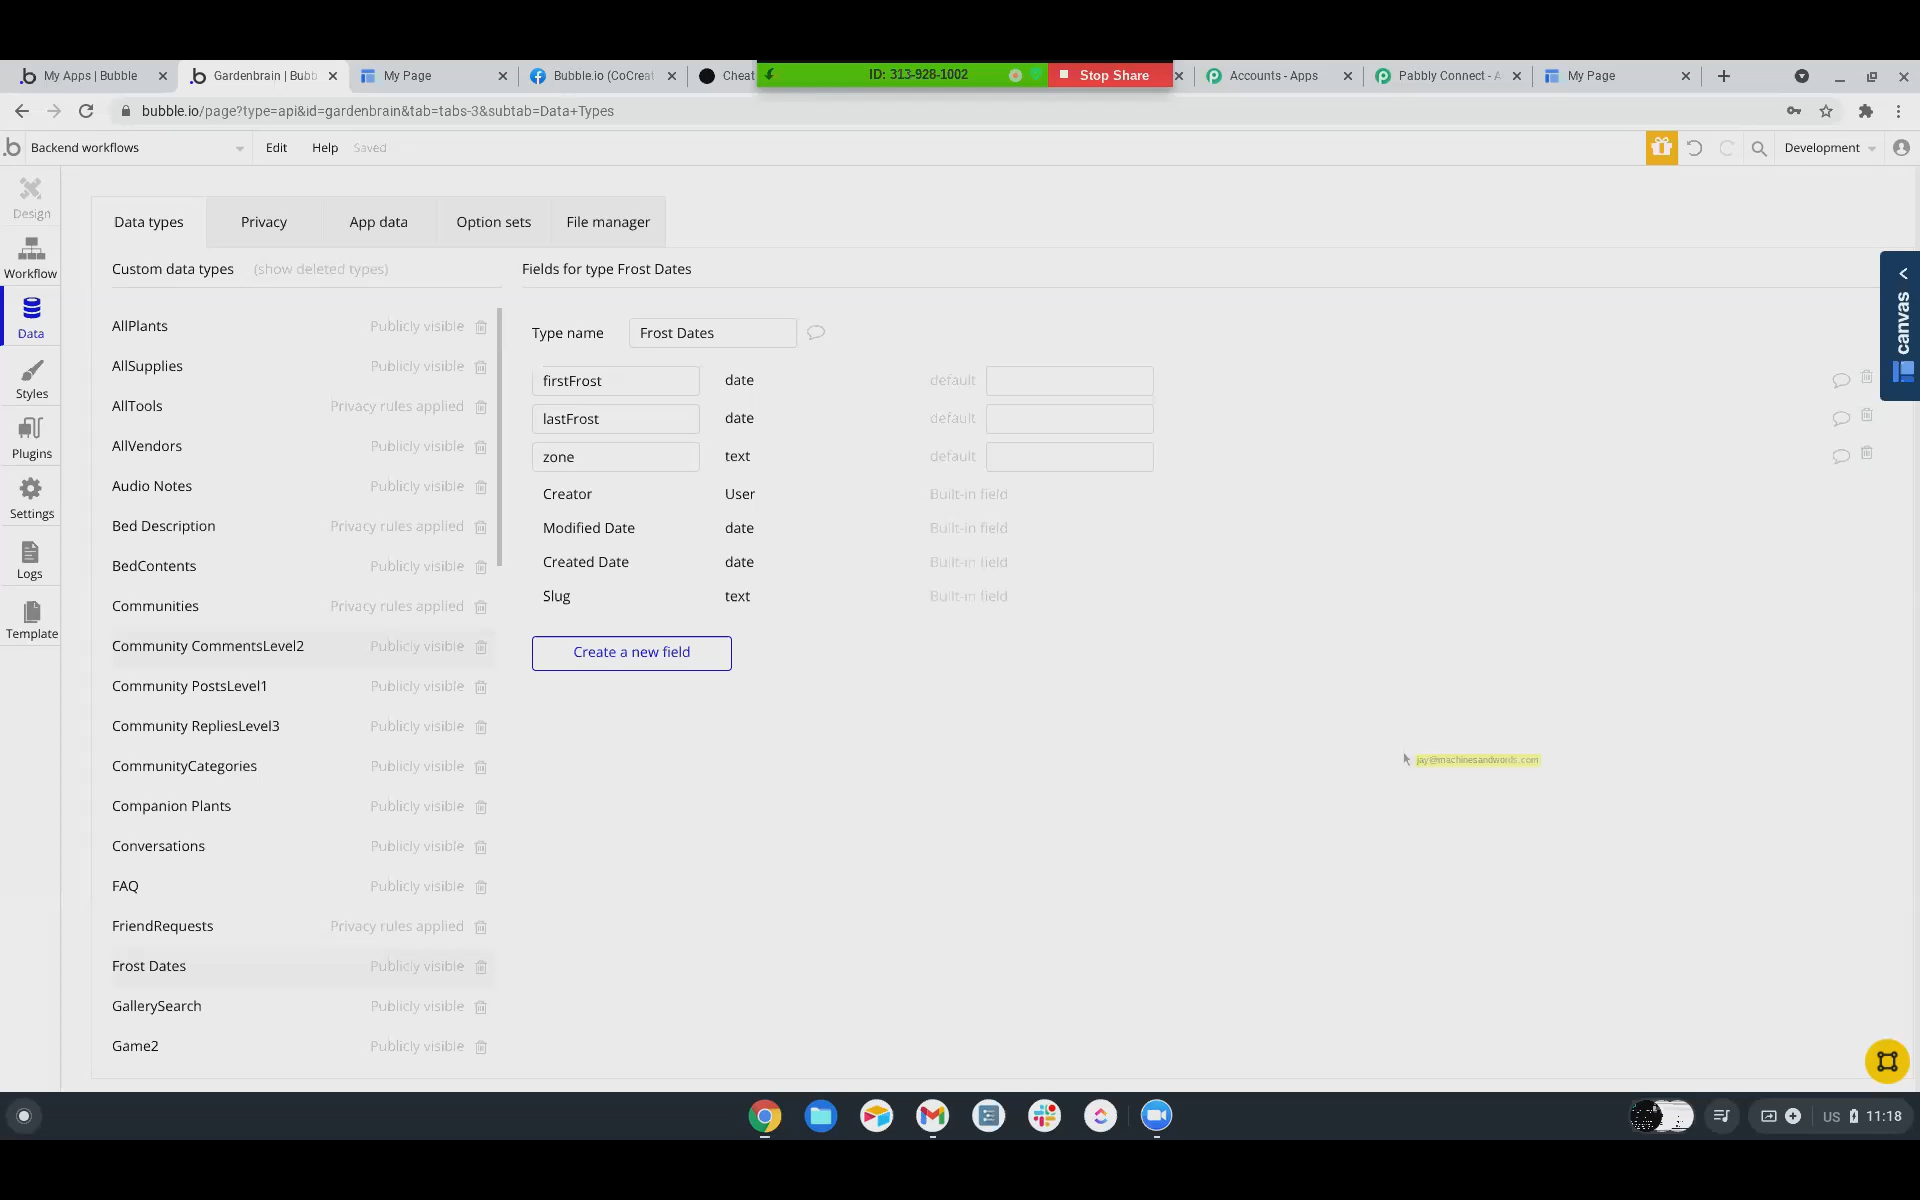 My Apps | Bubble
Gardenbrain | Bubb
My Page
Bubble.io (CoCreat
Cheat
ID: 313-928-1002
Stop Share
Accounts - Apps
Pabbly Connect - A
My Page
bubble.io/page?type=api&id=gardenbrain&tab=tabs-3&subtab=Data+Types
Backend workflows
Edit
Help
Saved
Development
Design
Workflow
Data
Styles
Plugins
Settings
Logs
Template
Data types
Privacy
App data
Option sets
File manager
Custom data types (show deleted types)
AllPlants Publicly visible
AllSupplies Publicly visible
AllTools Privacy rules applied
AllVendors Publicly visible
Audio Notes Publicly visible
Bed Description Privacy rules applied
BedContents Publicly visible
Communities Privacy rules applied
Community CommentsLevel2 Publicly visible
Community PostsLevel1 Publicly visible
Community RepliesLevel3 Publicly visible
CommunityCategories Publicly visible
Companion Plants Publicly visible
Conversations Publicly visible
FAQ Publicly visible
FriendRequests Privacy rules applied
Frost Dates Publicly visible
GallerySearch Publicly visible
Game2 Publicly visible
Fields for type Frost Dates
Type name Frost Dates
firstFrost date default
lastFrost date default
zone text default
Creator User Built-in field
Modified Date date Built-in field
Created Date date Built-in field
Slug text Built-in field
Create a new field
canvas
jay@machinesandwords.com
US 11:18